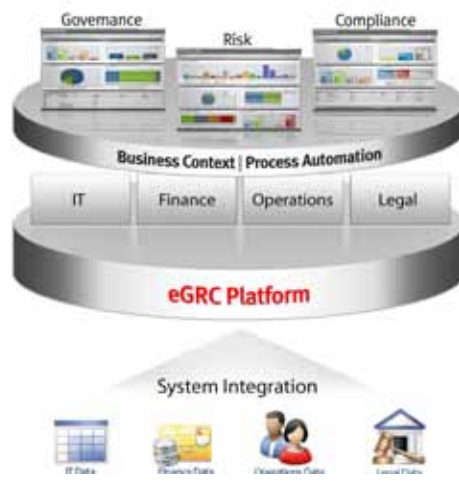 Governance
Risk
Compliance
Business Context | Process Automation
IT
Finance
Operations
Legal
eGRC Platform
System Integration
IT Data
Finance Data
Operations Data
Legal Data